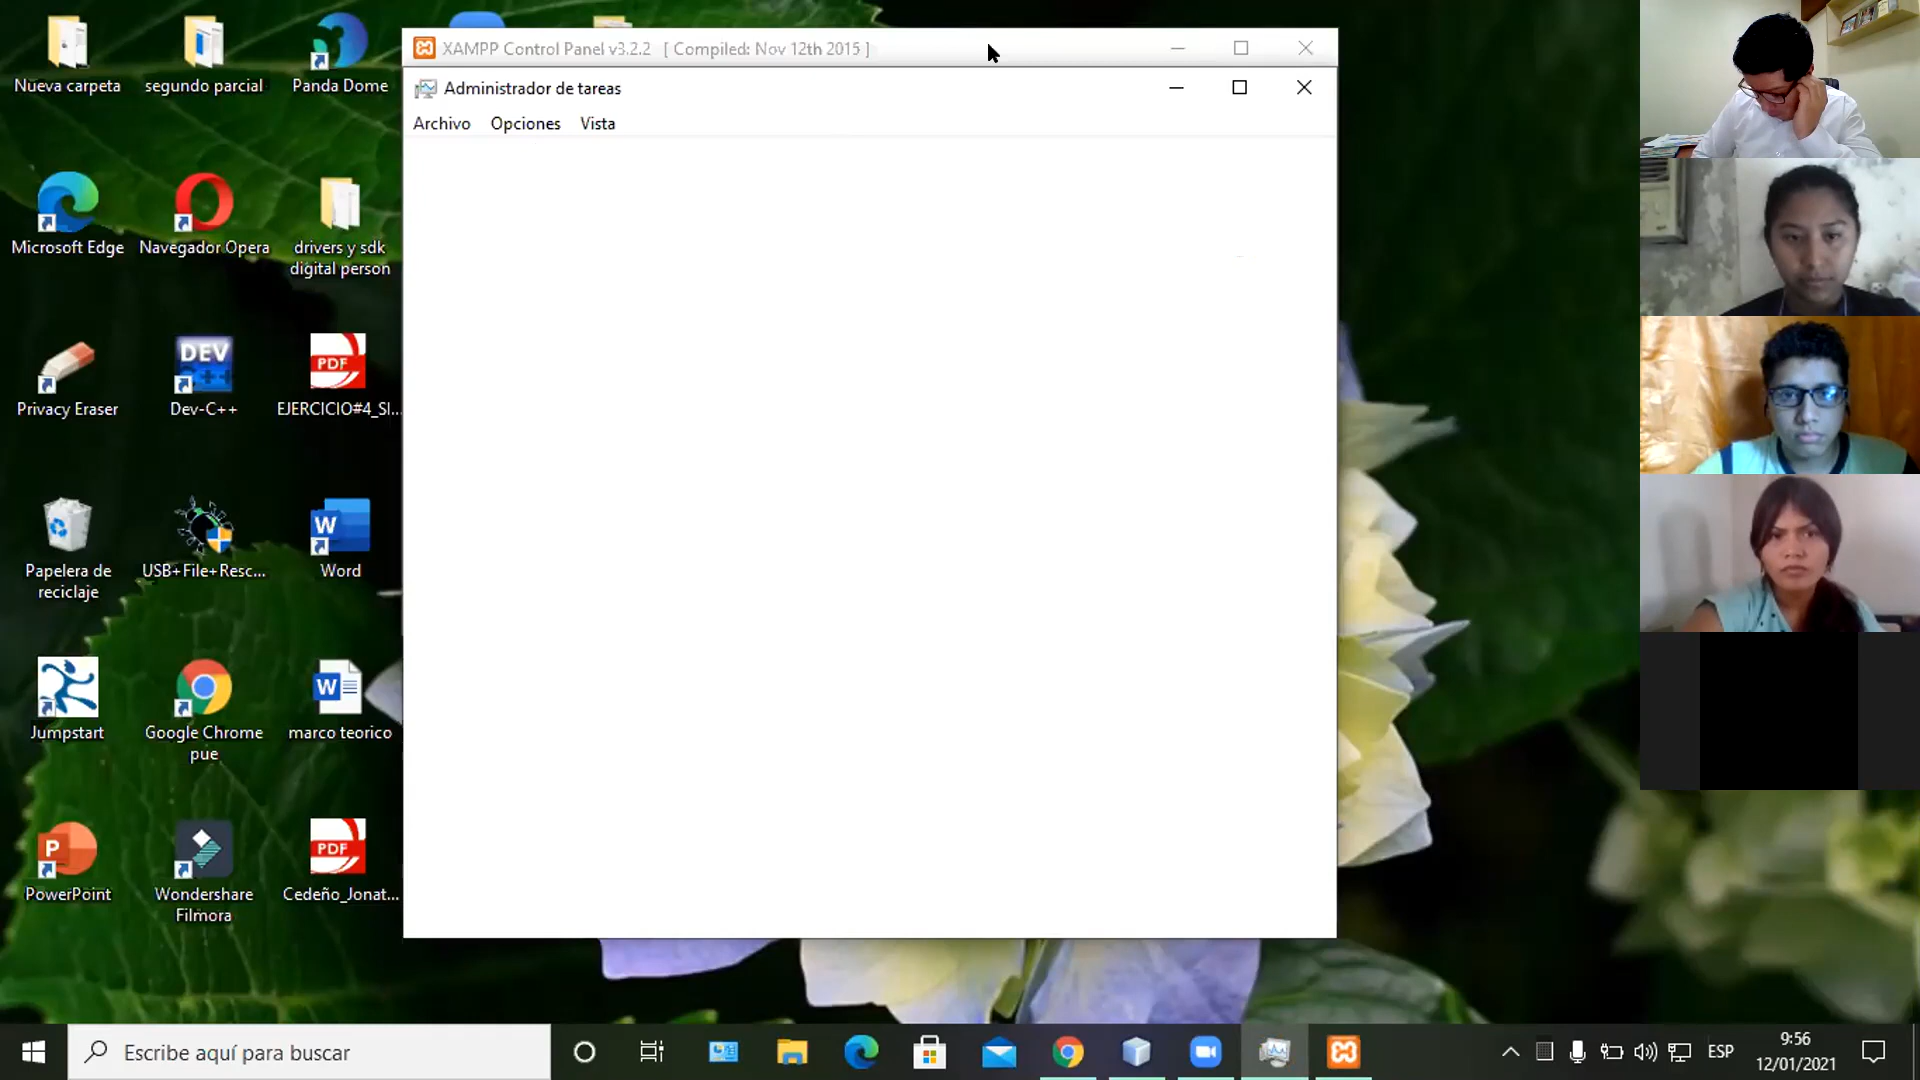 Nueva carpeta
segundo parcial
Panda Dome
XAMPP Control Panel v3.2.2 [ Compiled: Nov 12th 2015 ]
Administrador de tareas
Archivo Opciones Vista
Microsoft Edge
Navegador Opera
drivers y sdk
digital person
Privacy Eraser
DEV
C++
Dev-C++
PDF
EJERCICIO#4_SI...
Papelera de
reciclaje
USB+File+Resc...
W
Word
Jumpstart
Google Chrome
pue
W
marco teorico
P
PowerPoint
Wondershare
Filmora
PDF
Cedeño_Jonat...
Escribe aquí para buscar
ESP
9:56
12/01/2021